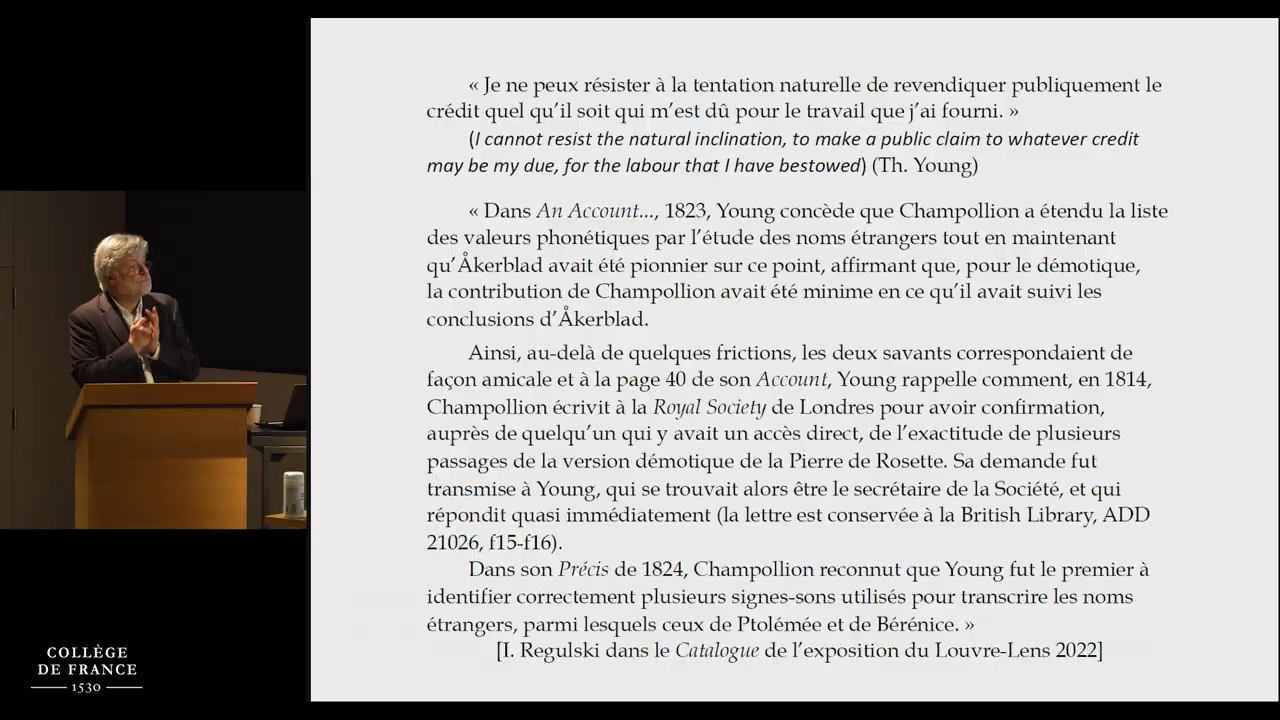 « Je ne peux résister à la tentation naturelle de revendiquer publiquement le
crédit quel qu'il soit qui m'est dû pour le travail que j'ai fourni. »
(I cannot resist the natural inclination, to make a public claim to whatever credit
may be my due, for the labour that I have bestowed) (Th. Young)
« Dans An Account..., 1823, Young concède que Champollion a étendu la liste
des valeurs phonétiques par l'étude des noms étrangers tout en maintenant
qu'Åkerblad avait été pionnier sur ce point, affirmant que, pour le démotique,
la contribution de Champollion avait été minime en ce qu'il avait suivi les
conclusions d'Åkerblad.
Ainsi, au-delà de quelques frictions, les deux savants correspondaient de
façon amicale et à la page 40 de son Account, Young rappelle comment, en 1814,
Champollion écrivit à la Royal Society de Londres pour avoir confirmation,
auprès de quelqu'un qui y avait un accès direct, de l'exactitude de plusieurs
passages de la version démotique de la Pierre de Rosette. Sa demande fut
transmise à Young, qui se trouvait alors être le secrétaire de la Société, et qui
répondit quasi immédiatement (la lettre est conservée à la British Library, ADD
21026, f15-f16).
Dans son Précis de 1824, Champollion reconnut que Young fut le premier à
identifier correctement plusieurs signes-sons utilisés pour transcrire les noms
étrangers, parmi lesquels ceux de Ptolémée et de Bérénice. »
[I. Regulski dans le Catalogue de l'exposition du Louvre-Lens 2022]
COLLÈGE
DE FRANCE
1530